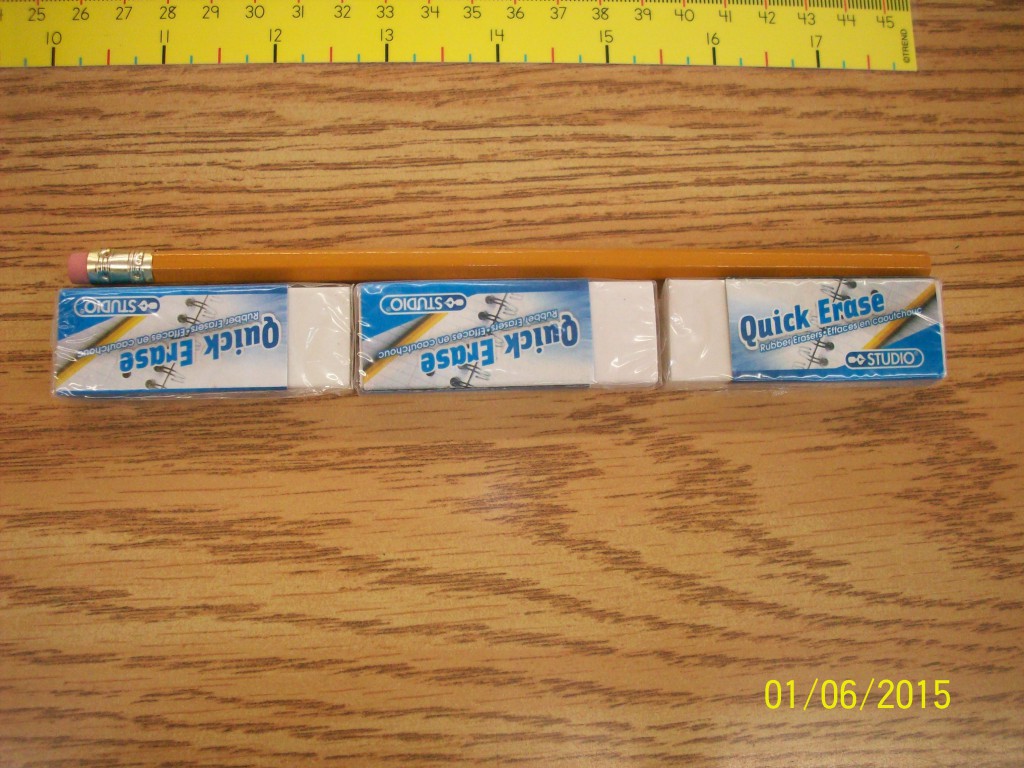 25 26 27 28 29 30 31 32 33 34 35 36 37 38 39 40 41 42 43 44 45
10 11 12 13 14 15 16 17
©TREND
STUDIO
Quick Erase
Rubber Erasers • Effaces en caoutchouc
STUDIO
Quick Erase
Rubber Erasers • Effaces en caoutchouc
Quick Erase
Rubber Erasers • Effaces en caoutchouc
STUDIO
01/06/2015